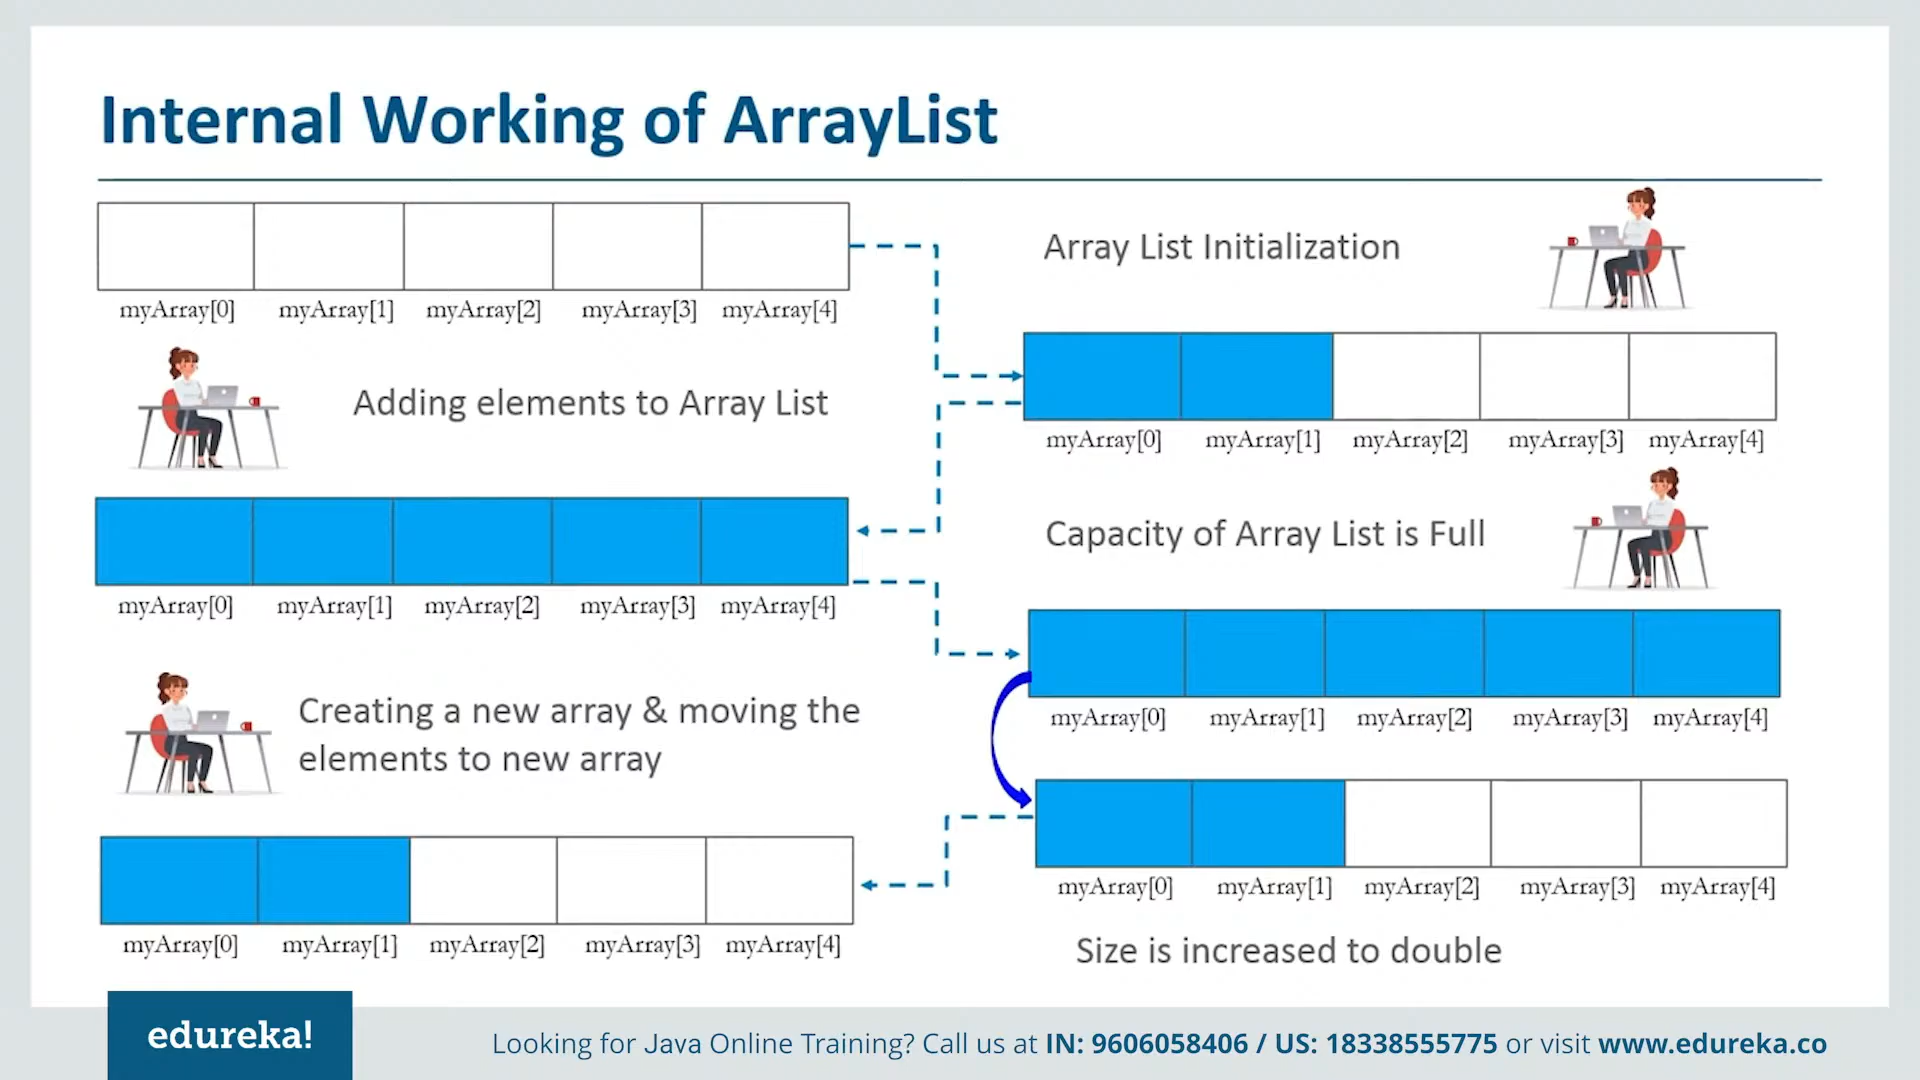 Internal Working of ArrayList
myArray[0] myArray[1] myArray[2] myArray[3] myArray[4]
Array List Initialization
myArray[0] myArray[1] myArray[2] myArray[3] myArray[4]
Adding elements to Array List
myArray[0] myArray[1] myArray[2] myArray[3] myArray[4]
Capacity of Array List is Full
myArray[0] myArray[1] myArray[2] myArray[3] myArray[4]
myArray[0] myArray[1] myArray[2] myArray[3] myArray[4]
Size is increased to double
Creating a new array & moving the
elements to new array
myArray[0] myArray[1] myArray[2] myArray[3] myArray[4]
edureka!
Looking for Java Online Training? Call us at IN: 9606058406 / US: 18338555775 or visit www.edureka.co